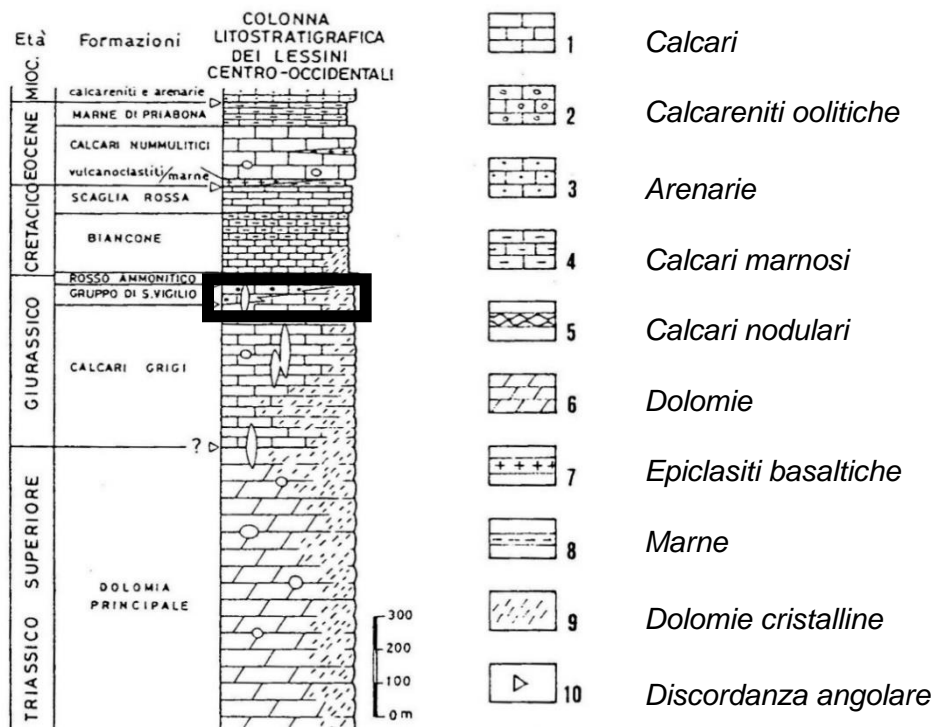 COLONNA
LITOSTRATIGRAFICA
DEI LESSINI
CENTRO-OCCIDENTALI
Età
Formazioni
MIOC.
EOCENE
CRETACICO
GIURASSICO
TRIASSICO SUPERIORE
calcareniti e arenarie
MARNE DI PRIABONA
CALCARI NUMMULITICI
vulcanoclastiti/marne
SCAGLIA ROSSA
BIANCONE
ROSSO AMMONITICO
GRUPPO DI S.VIGILIO
CALCARI GRIGI
?
DOLOMIA
PRINCIPALE
300
200
100
0 m
1 Calcari
2 Calcareniti oolitiche
3 Arenarie
4 Calcari marnosi
5 Calcari nodulari
6 Dolomie
7 Epiclasiti basaltiche
8 Marne
9 Dolomie cristalline
10 Discordanza angolare